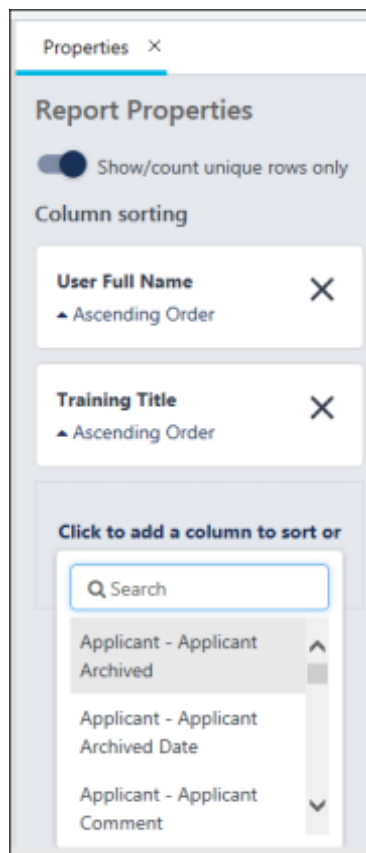 Properties ×
Report Properties
Show/count unique rows only
Column sorting
User Full Name
Ascending Order
Training Title
Ascending Order
Click to add a column to sort or
Search
Applicant - Applicant
Archived
Applicant - Applicant
Archived Date
Applicant - Applicant
Comment